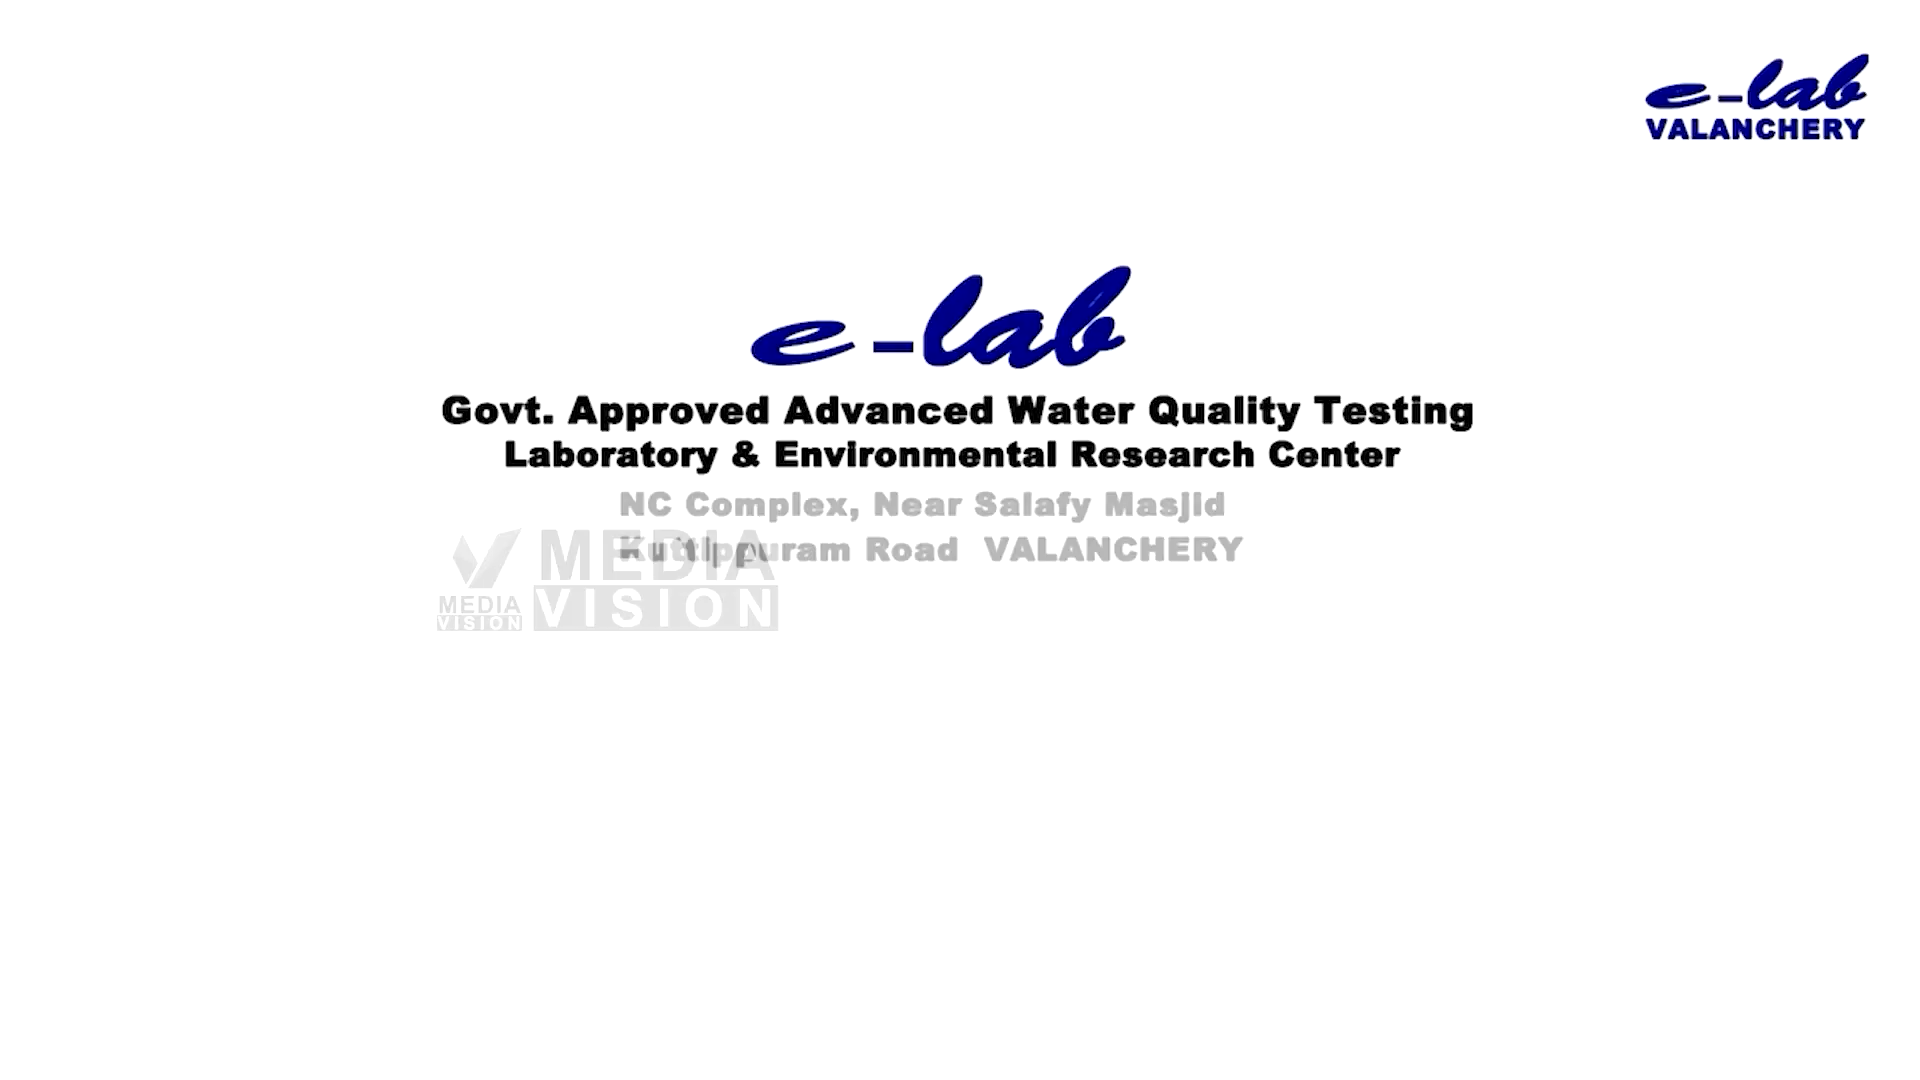 e-lab
VALANCHERY
e-lab
Govt. Approved Advanced Water Quality Testing
Laboratory & Environmental Research Center
NC Complex, Near Salafy Masjid
Kuttippuram Road VALANCHERY
MEDIA
VISION
MEDIA
VISION